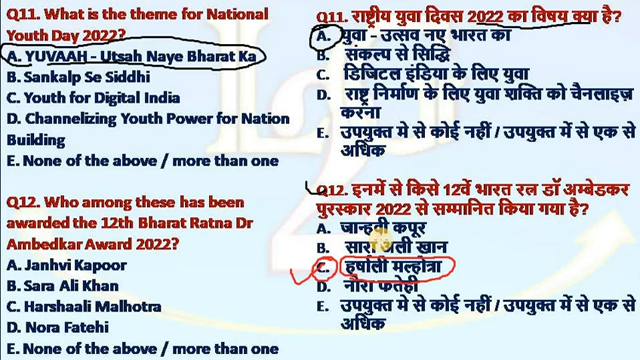 Q11. What is the theme for National
Youth Day 2022?
A. YUVAAH - Utsah Naye Bharat Ka
B. Sankalp Se Siddhi
C. Youth for Digital India
D. Channelizing Youth Power for Nation
Building
E. None of the above / more than one
Q12. Who among these has been
awarded the 12th Bharat Ratna Dr
Ambedkar Award 2022?
A. Janhvi Kapoor
B. Sara Ali Khan
C. Harshaali Malhotra
D. Nora Fatehi
E. None of the above / more than one
Q11. राष्ट्रीय युवा दिवस 2022 का विषय क्या है?
A. युवा - उत्सव नए भारत का
B. संकल्प से सिद्धि
C. डिजिटल इंडिया के लिए युवा
D. राष्ट्र निर्माण के लिए युवा शक्ति को चैनलाइज़
करना
E. उपयुक्त मे से कोई नहीं / उपयुक्त में से एक से
अधिक
Q12. इनमें से किसे 12वें भारत रत्न डॉ अम्बेडकर
पुरस्कार 2022 से सम्मानित किया गया है?
A. जान्हवी कपूर
B. सारा अली खान
C. हर्षाली मल्होत्रा
D. नौरा फतेही
E. उपयुक्त मे से कोई नहीं / उपयुक्त में से एक से
अधिक